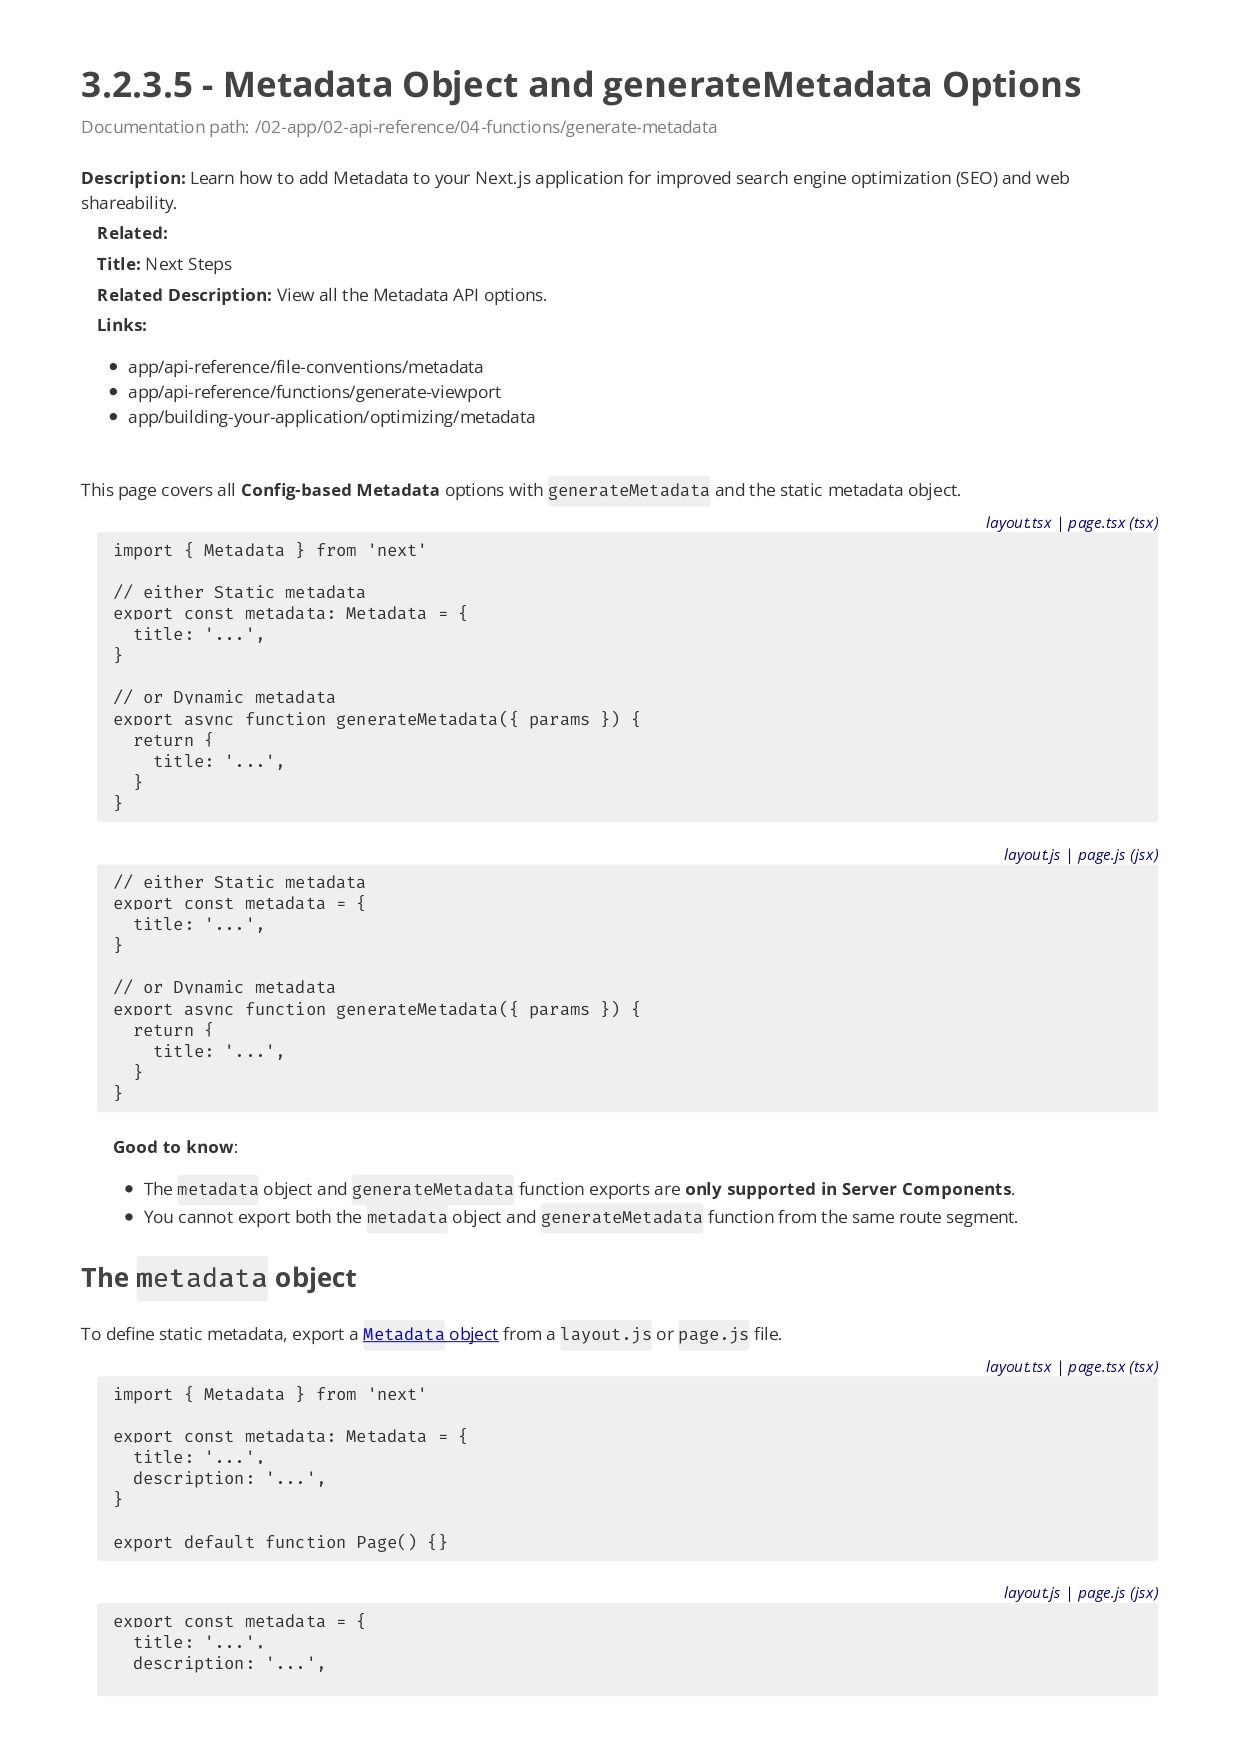 3.2.3.5 - Metadata Object and generateMetadata Options
Documentation path: /02-app/02-api-reference/04-functions/generate-metadata
Description: Learn how to add Metadata to your Next.js application for improved search engine optimization (SEO) and web
shareability.
Related:
Title: Next Steps
Related Description: View all the Metadata API options.
Links:
• app/api-reference/file-conventions/metadata
• app/api-reference/functions/generate-viewport
• app/building-your-application/optimizing/metadata
This page covers all Config-based Metadata options with generateMetadata and the static metadata object.
layout.tsx | page.tsx (tsx)
import { Metadata } from 'next'
// either Static metadata
export const metadata: Metadata = {
  title: '...',
}
// or Dynamic metadata
export async function generateMetadata({ params }) {
  return {
    title: '...',
  }
}
layout.js | page.js (jsx)
// either Static metadata
export const metadata = {
  title: '...',
}
// or Dynamic metadata
export async function generateMetadata({ params }) {
  return {
    title: '...',
  }
}
Good to know:
• The metadata object and generateMetadata function exports are only supported in Server Components.
• You cannot export both the metadata object and generateMetadata function from the same route segment.
The metadata object
To define static metadata, export a Metadata object from a layout.js or page.js file.
layout.tsx | page.tsx (tsx)
import { Metadata } from 'next'
export const metadata: Metadata = {
  title: '...',
  description: '...',
}
export default function Page() {}
layout.js | page.js (jsx)
export const metadata = {
  title: '...',
  description: '...',